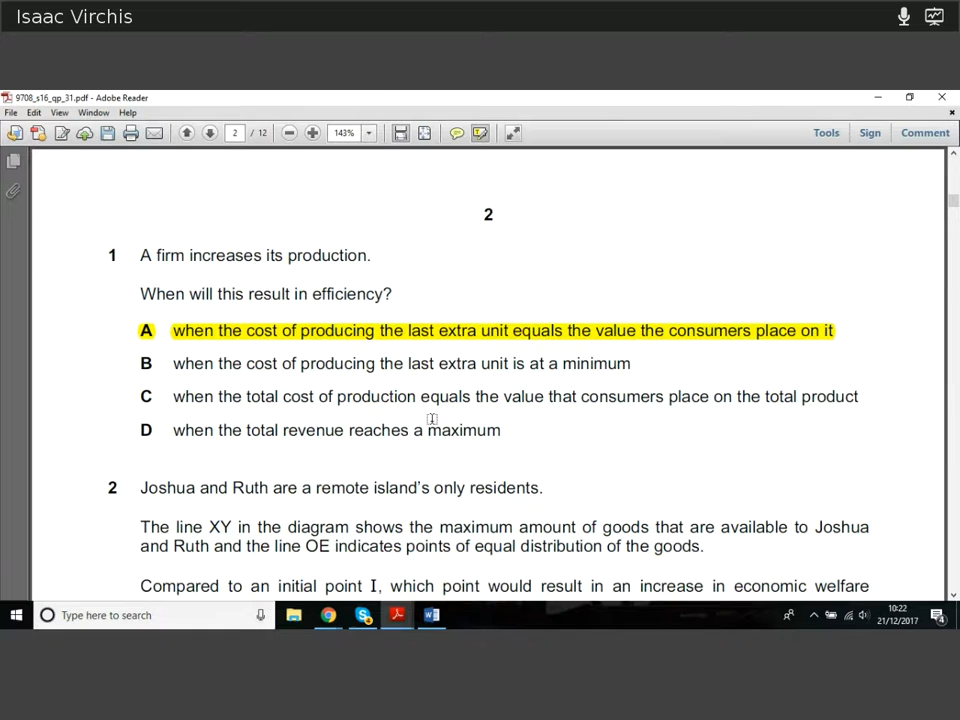 Isaac Virchis
9708_s16_qp_31.pdf - Adobe Reader
File Edit View Window Help
2 / 12 143% Tools Sign Comment
2
1 A firm increases its production.
When will this result in efficiency?
A when the cost of producing the last extra unit equals the value the consumers place on it
B when the cost of producing the last extra unit is at a minimum
C when the total cost of production equals the value that consumers place on the total product
D when the total revenue reaches a maximum
2 Joshua and Ruth are a remote island's only residents.
The line XY in the diagram shows the maximum amount of goods that are available to Joshua
and Ruth and the line OE indicates points of equal distribution of the goods.
Compared to an initial point I, which point would result in an increase in economic welfare
Type here to search
10:22
21/12/2017
4